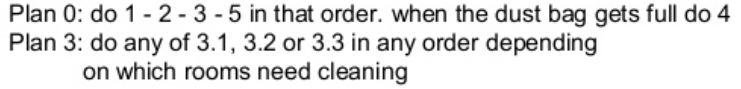 Plan 0: do 1 - 2 - 3 - 5 in that order. when the dust bag gets full do 4
Plan 3: do any of 3.1, 3.2 or 3.3 in any order depending
on which rooms need cleaning